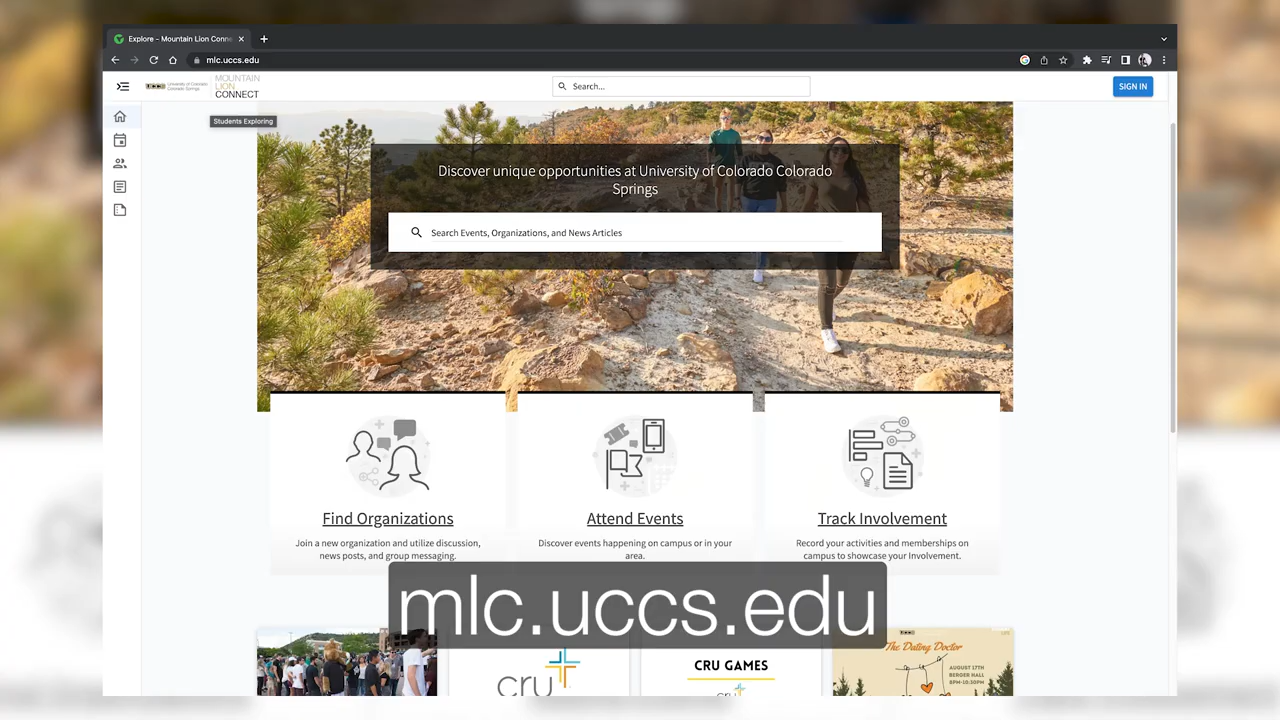 Explore - Mountain Lion Conne
mlc.uccs.edu
UCCS
University of Colorado
Colorado Springs
MOUNTAIN
LION
CONNECT
Search...
SIGN IN
Students Exploring
Discover unique opportunities at University of Colorado Colorado
Springs
Search Events, Organizations, and News Articles
Find Organizations
Join a new organization and utilize discussion,
news posts, and group messaging.
Attend Events
Discover events happening on campus or in your
area.
Track Involvement
Record your activities and memberships on
campus to showcase your Involvement.
mlc.uccs.edu
cru
CRU GAMES
UCCS
The Dating Doctor
AUGUST 17TH
BERGER HALL
8PM-10:30PM